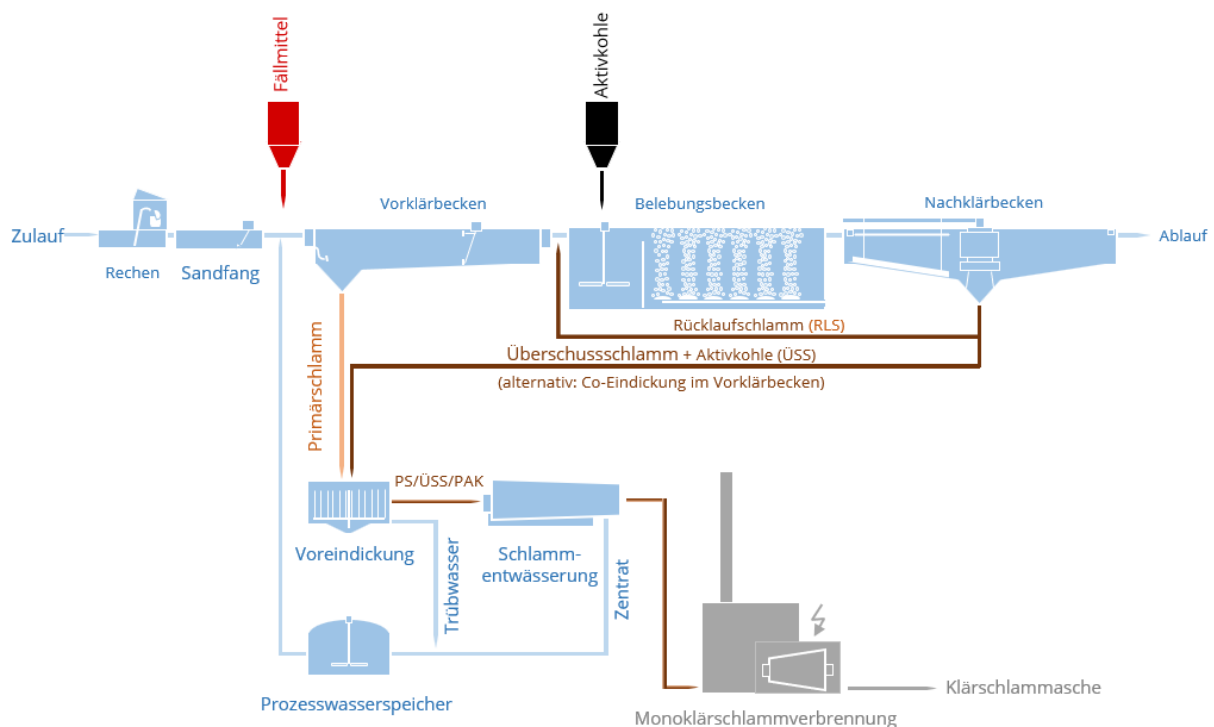 Fällmittel
Aktivkohle
Vorklärbecken
Belebungsbecken
Nachklärbecken
Zulauf
Rechen
Sandfang
Ablauf
Rücklaufschlamm (RLS)
Überschussschlamm + Aktivkohle (ÜSS)
(alternativ: Co-Eindickung im Vorklärbecken)
Primärschlamm
PS/ÜSS/PAK
Voreindickung
Trübwasser
Schlamm-
entwässerung
Zentrat
Prozesswasserspeicher
Klärschlammasche
Monoklärschlammverbrennung